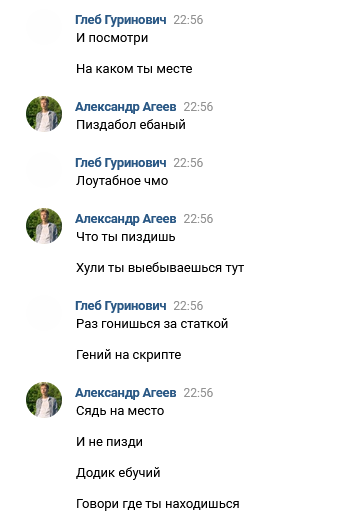 Глеб Гуринович 22:56
И посмотри
На каком ты месте
Александр Агеев 22:56
Пиздабол ебаный
Глеб Гуринович 22:56
Лоутабное чмо
Александр Агеев 22:56
Что ты пиздишь
Хули ты выебываешься тут
Глеб Гуринович 22:56
Раз гонишься за статкой
Гений на скрипте
Александр Агеев 22:56
Сядь на место
И не пизди
Додик ебучий
Говори где ты находишься